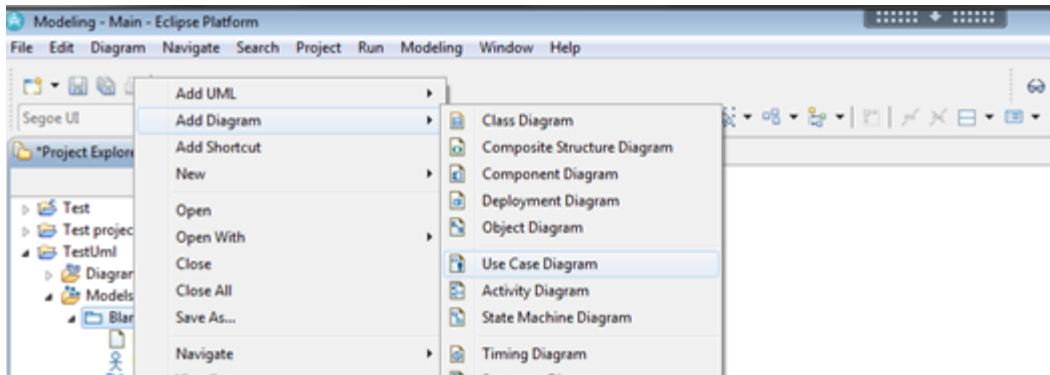 Modeling - Main - Eclipse Platform
File Edit Diagram Navigate Search Project Run Modeling Window Help
Segoe UI
*Project Explore
Test
Test projec
TestUml
Diagrar
Models
Blar
Add UML
Add Diagram
Add Shortcut
New
Open
Open With
Close
Close All
Save As...
Navigate
Class Diagram
Composite Structure Diagram
Component Diagram
Deployment Diagram
Object Diagram
Use Case Diagram
Activity Diagram
State Machine Diagram
Timing Diagram